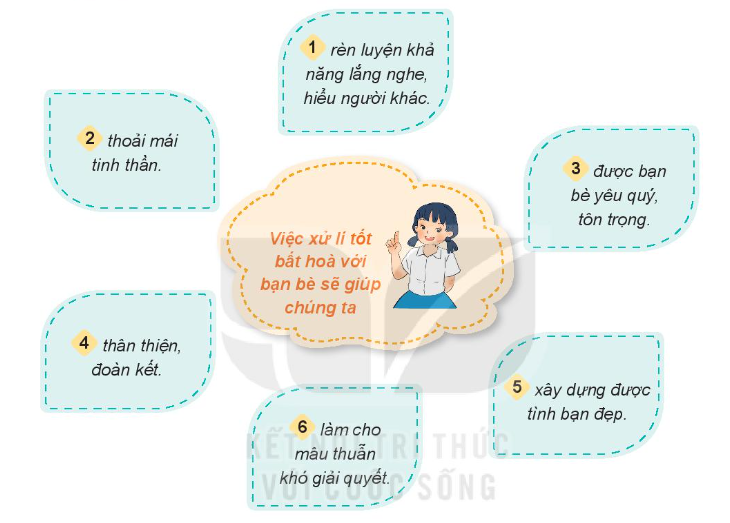 1 rèn luyện khả
năng lắng nghe,
hiểu người khác.
2 thoải mái
tinh thần.
3 được bạn
bè yêu quý,
tôn trọng.
Việc xử lí tốt
bất hoà với
bạn bè sẽ giúp
chúng ta
4 thân thiện,
đoàn kết.
5 xây dựng được
tình bạn đẹp.
6 làm cho
mâu thuẫn
khó giải quyết.
KẾT NỐI TRI THỨC
VỚI CUỘC SỐNG